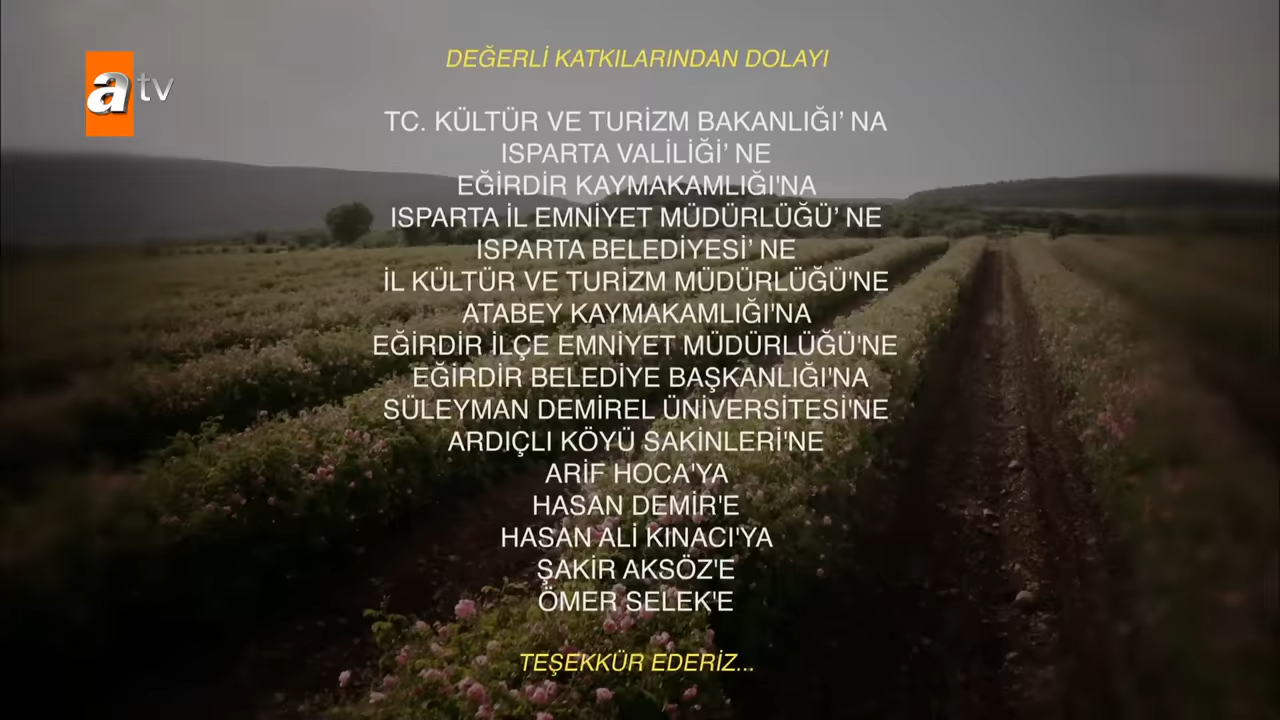 atv
DEĞERLİ KATKILARINDAN DOLAYI
TC. KÜLTÜR VE TURİZM BAKANLIĞI’ NA
ISPARTA VALİLİĞİ’ NE
EĞİRDİR KAYMAKAMLIĞI'NA
ISPARTA İL EMNİYET MÜDÜRLÜĞÜ’ NE
ISPARTA BELEDİYESİ’ NE
İL KÜLTÜR VE TURİZM MÜDÜRLÜĞÜ'NE
ATABEY KAYMAKAMLIĞI'NA
EĞİRDİR İLÇE EMNİYET MÜDÜRLÜĞÜ'NE
EĞİRDİR BELEDİYE BAŞKANLIĞI'NA
SÜLEYMAN DEMİREL ÜNİVERSİTESİ'NE
ARDIÇLI KÖYÜ SAKİNLERİ'NE
ARİF HOCA'YA
HASAN DEMİR'E
HASAN ALİ KINACI'YA
ŞAKİR AKSÖZ'E
ÖMER SELEK'E
TEŞEKKÜR EDERİZ...